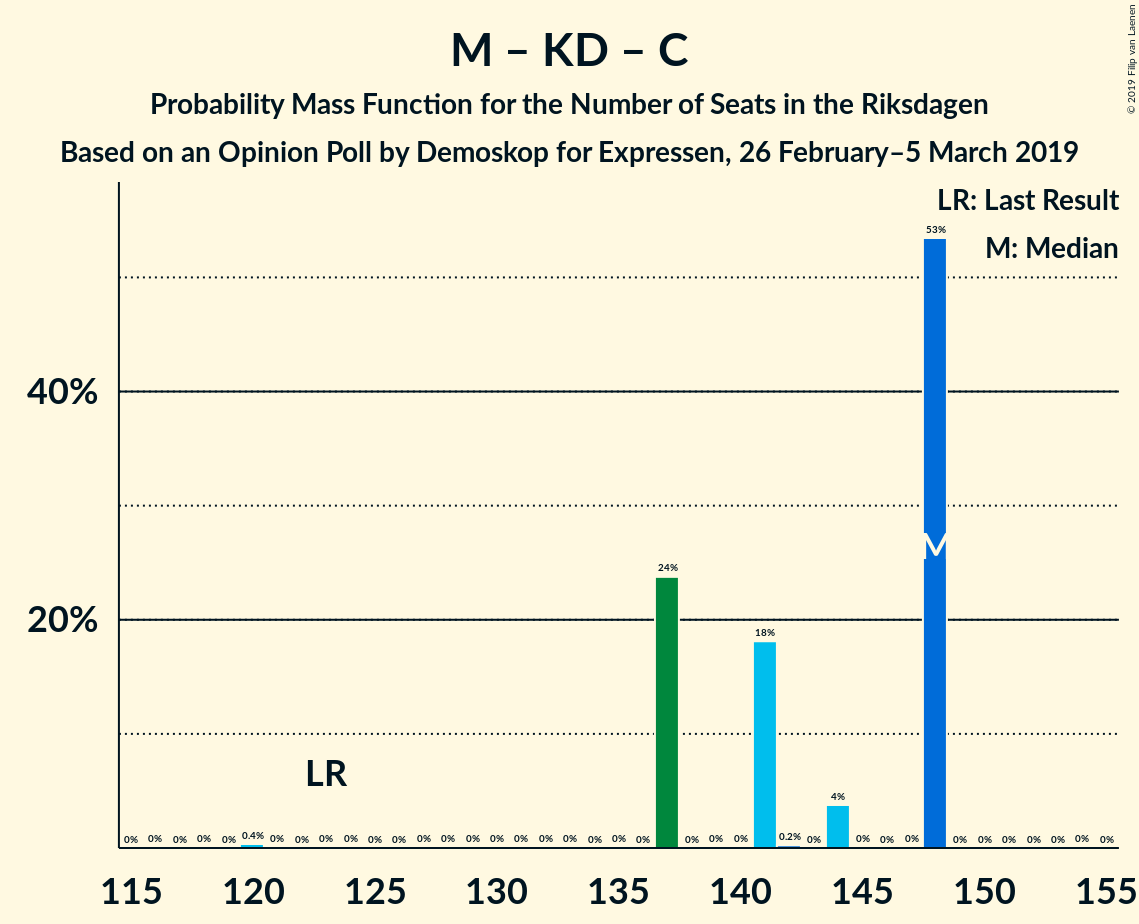 M – KD – C
Probability Mass Function for the Number of Seats in the Riksdagen
Based on an Opinion Poll by Demoskop for Expressen, 26 February–5 March 2019
© 2019 Filip van Laenen
LR: Last Result
M: Median
53%
40%
M
24%
20%
18%
LR
4%
0% 0% 0% 0% 0% 0.4% 0% 0% 0% 0% 0% 0% 0% 0% 0% 0% 0% 0% 0% 0% 0% 0% 0% 0% 0% 0.2% 0% 0% 0% 0% 0% 0% 0% 0% 0% 0% 0%
115 120 125 130 135 140 145 150 155